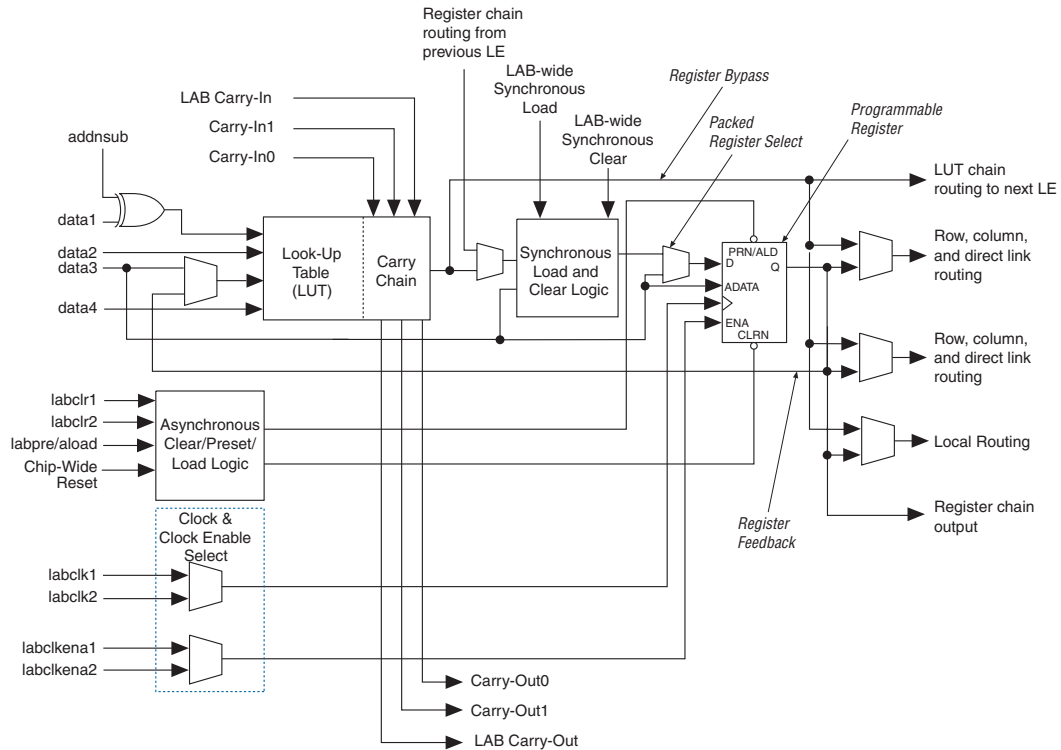 Register chain
routing from
previous LE
LAB-wide
Synchronous
Load
LAB-wide
Synchronous
Clear
Register Bypass
Packed
Register Select
Programmable
Register
LAB Carry-In
Carry-In1
Carry-In0
addnsub
data1
data2
data3
data4
Look-Up
Table
(LUT)
Carry
Chain
Synchronous
Load and
Clear Logic
PRN/ALD
D
Q
ADATA
ENA
CLRN
LUT chain
routing to next LE
Row, column,
and direct link
routing
Row, column,
and direct link
routing
Local Routing
Register chain
output
Register
Feedback
labclr1
labclr2
labpre/aload
Chip-Wide
Reset
Asynchronous
Clear/Preset/
Load Logic
Clock &
Clock Enable
Select
labclk1
labclk2
labclkena1
labclkena2
Carry-Out0
Carry-Out1
LAB Carry-Out